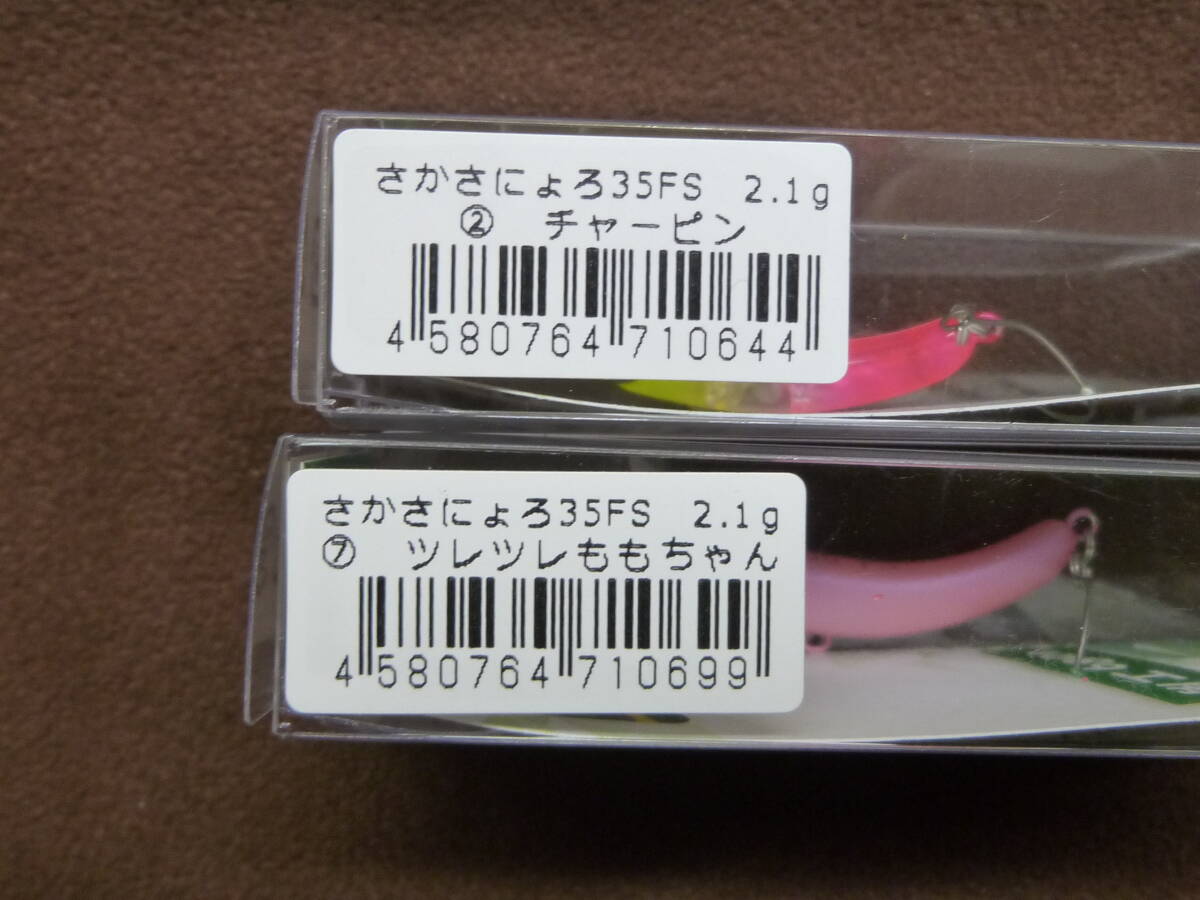 さかさにょろ35FS 2.1g
② チャーピン
4 580764 710644
さかさにょろ35FS 2.1g
⑦ ツレツレももちゃん
4 580764 710699